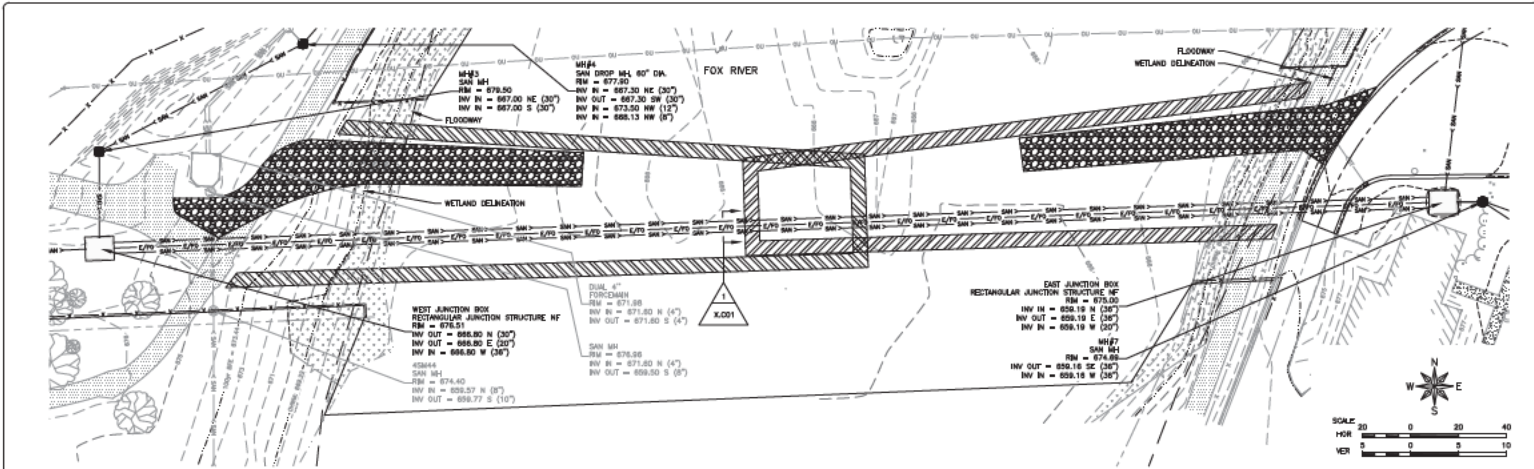 MH#3
SAN MH
RIM = 679.50
INV IN = 667.00 NE (30")
INV IN = 667.00 S (30")
FLOODWAY
MH#4
SAN DROP MH, 60" DIA.
RIM = 677.90
INV IN = 667.30 NE (30")
INV OUT = 667.30 SW (30")
INV IN = 673.50 NW (12")
INV IN = 668.13 NW (8")
FOX RIVER
FLOODWAY
WETLAND DELINEATION
WETLAND DELINEATION
WEST JUNCTION BOX
RECTANGULAR JUNCTION STRUCTURE NF
RIM = 676.51
INV OUT = 666.80 N (30")
INV OUT = 666.80 E (20")
INV IN = 666.80 W (36")
4SM44
SAN MH
RIM = 674.40
INV IN = 659.57 N (8")
INV OUT = 659.77 S (10")
DUAL 4"
FORCEMAIN
RIM = 671.98
INV IN = 671.60 N (4")
INV OUT = 671.60 S (4")
SAN MH
RIM = 676.96
INV IN = 671.60 N (4")
INV OUT = 659.50 S (8")
1
X.C01
EAST JUNCTION BOX
RECTANGULAR JUNCTION STRUCTURE NF
RIM = 675.00
INV IN = 659.19 N (36")
INV OUT = 659.19 E (36")
INV IN = 659.19 W (20")
MH#7
SAN MH
RIM = 674.69
INV OUT = 659.16 SE (36")
INV IN = 659.16 W (36")
N
W E
S
SCALE
20 0 20 40
HOR
5 0 5 10
VER